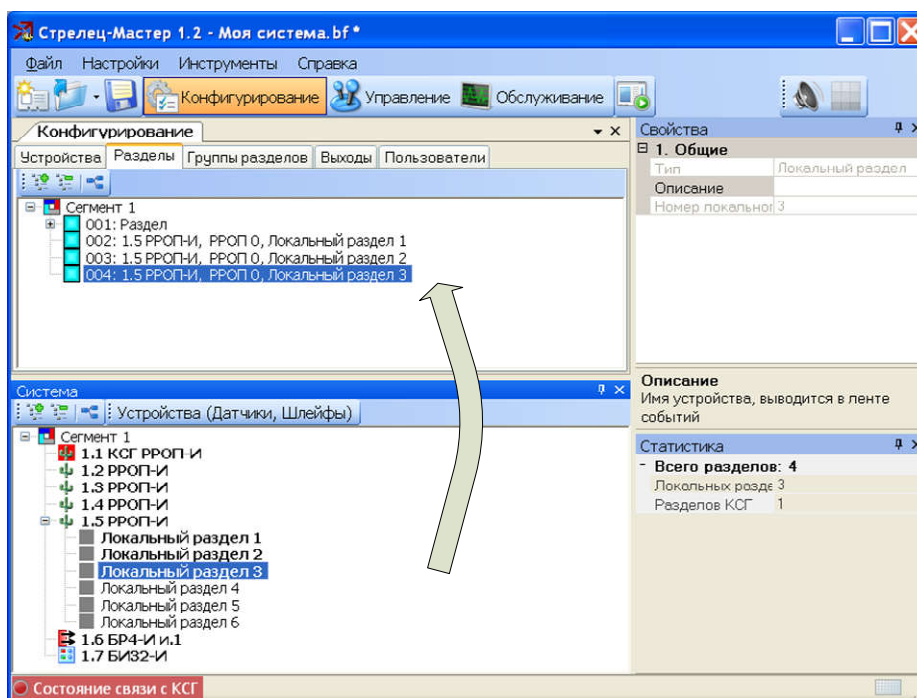 Стрелец-Мастер 1.2 - Моя система.bf *
Файл Настройки Инструменты Справка
Конфигурирование Управление Обслуживание
Конфигурирование
Устройства Разделы Группы разделов Выходы Пользователи
Сегмент 1
001: Раздел
002: 1.5 РРОП-И, РРОП 0, Локальный раздел 1
003: 1.5 РРОП-И, РРОП 0, Локальный раздел 2
004: 1.5 РРОП-И, РРОП 0, Локальный раздел 3
Свойства
1. Общие
Тип Локальный раздел
Описание
Номер локальног 3
Описание
Имя устройства, выводится в ленте
событий
Система
Устройства (Датчики, Шлейфы)
Сегмент 1
1.1 КСГ РРОП-И
1.2 РРОП-И
1.3 РРОП-И
1.4 РРОП-И
1.5 РРОП-И
Локальный раздел 1
Локальный раздел 2
Локальный раздел 3
Локальный раздел 4
Локальный раздел 5
Локальный раздел 6
1.6 БР4-И и.1
1.7 БИ32-И
Статистика
Всего разделов: 4
Локальных разде 3
Разделов КСГ 1
Состояние связи с КСГ